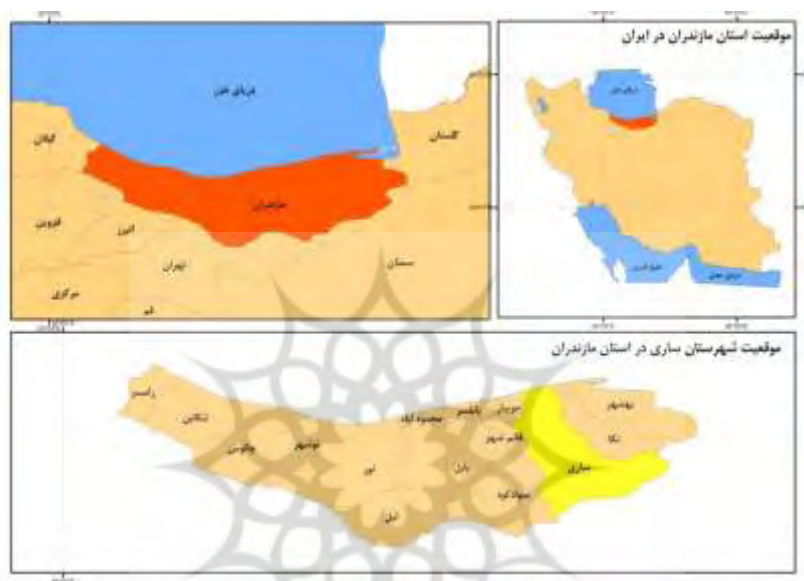 موقعیت استان مازندران در ایران
دریای خزر
خلیج فارس
دریای عمان
دریای خزر
گیلان
گلستان
مازندران
قزوین
البرز
تهران
سمنان
مرکزی
قم
موقعیت شهرستان ساری در استان مازندران
رامسر
تنکابن
چالوس
نوشهر
نور
آمل
محمود آباد
بابلسر
بابل
جویبار
قائم شهر
سوادکوه
ساری
بهشهر
نکا